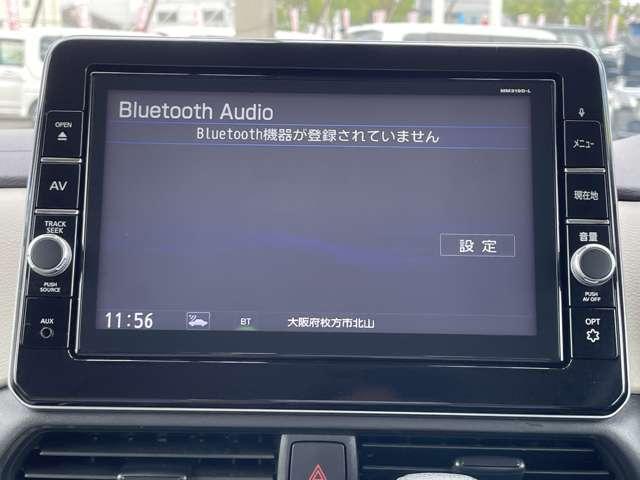 MM319D-L
OPEN
Bluetooth Audio
Bluetooth機器が登録されていません
メニュー
AV
現在地
TRACK
SEEK
音量
設定
PUSH
SOURCE
PUSH
AV OFF
AUX
11:56
BT
大阪府枚方市北山
OPT